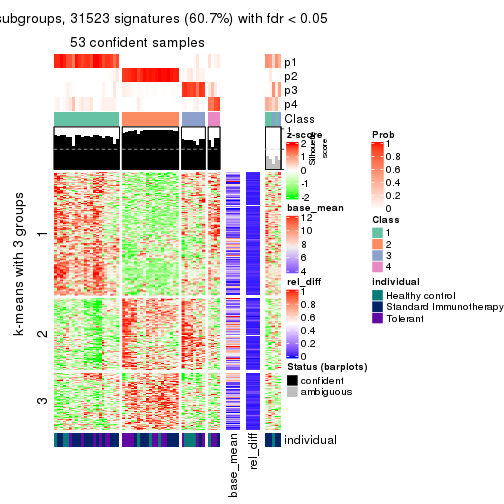 subgroups, 31523 signatures (60.7%) with fdr < 0.05
53 confident samples
p1
p2
p3
p4
Class
1
Silhouette
score
k-means with 3 groups
1
2
3
individual
base_mean
rel_diff
z-score
2
1
0
-1
-2
base_mean
12
10
8
6
4
rel_diff
1
0.8
0.6
0.4
0.2
0
Status (barplots)
confident
ambiguous
Prob
1
0.8
0.6
0.4
0.2
0
Class
1
2
3
4
individual
Healthy control
Standard Immunotherapy
Tolerant